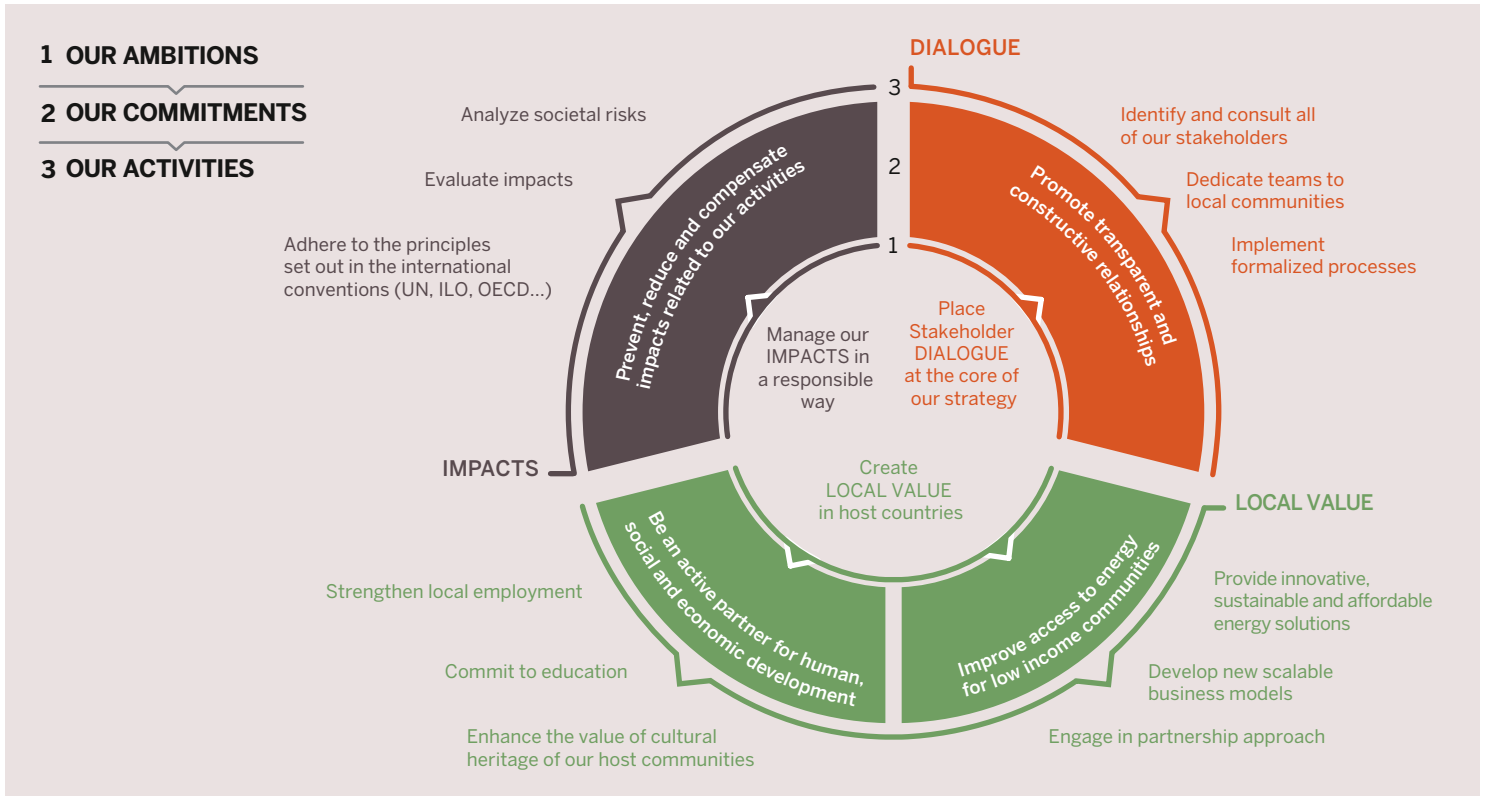 1 OUR AMBITIONS
2 OUR COMMITMENTS
3 OUR ACTIVITIES
DIALOGUE
3
2
1
Analyze societal risks
Evaluate impacts
Adhere to the principles
set out in the international
conventions (UN, ILO, OECD...)
Prevent, reduce and compensate
impacts related to our activities
Manage our
IMPACTS in
a responsible
way
IMPACTS
Identify and consult all
of our stakeholders
Dedicate teams to
local communities
Implement
formalized processes
Promote transparent and
constructive relationships
Place
Stakeholder
DIALOGUE
at the core of
our strategy
Create
LOCAL VALUE
in host countries
LOCAL VALUE
Be an active partner for human,
social and economic development
Strengthen local employment
Commit to education
Enhance the value of cultural
heritage of our host communities
Improve access to energy
for low income communities
Provide innovative,
sustainable and affordable
energy solutions
Develop new scalable
business models
Engage in partnership approach